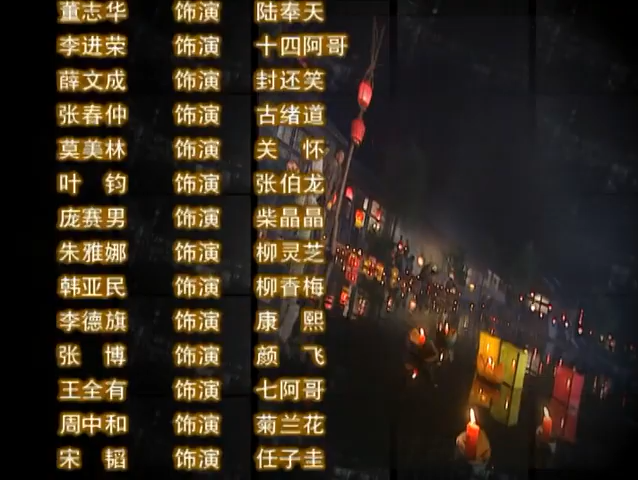 董志华 饰演 陆奉天
李进荣 饰演 十四阿哥
薛文成 饰演 封还笑
张春仲 饰演 古绪道
莫美林 饰演 关 怀
叶 钧 饰演 张伯龙
庞赛男 饰演 柴晶晶
朱雅娜 饰演 柳灵芝
韩亚民 饰演 柳香梅
李德旗 饰演 康 熙
张 博 饰演 颜 飞
王全有 饰演 七阿哥
周中和 饰演 菊兰花
宋 韬 饰演 任子圭